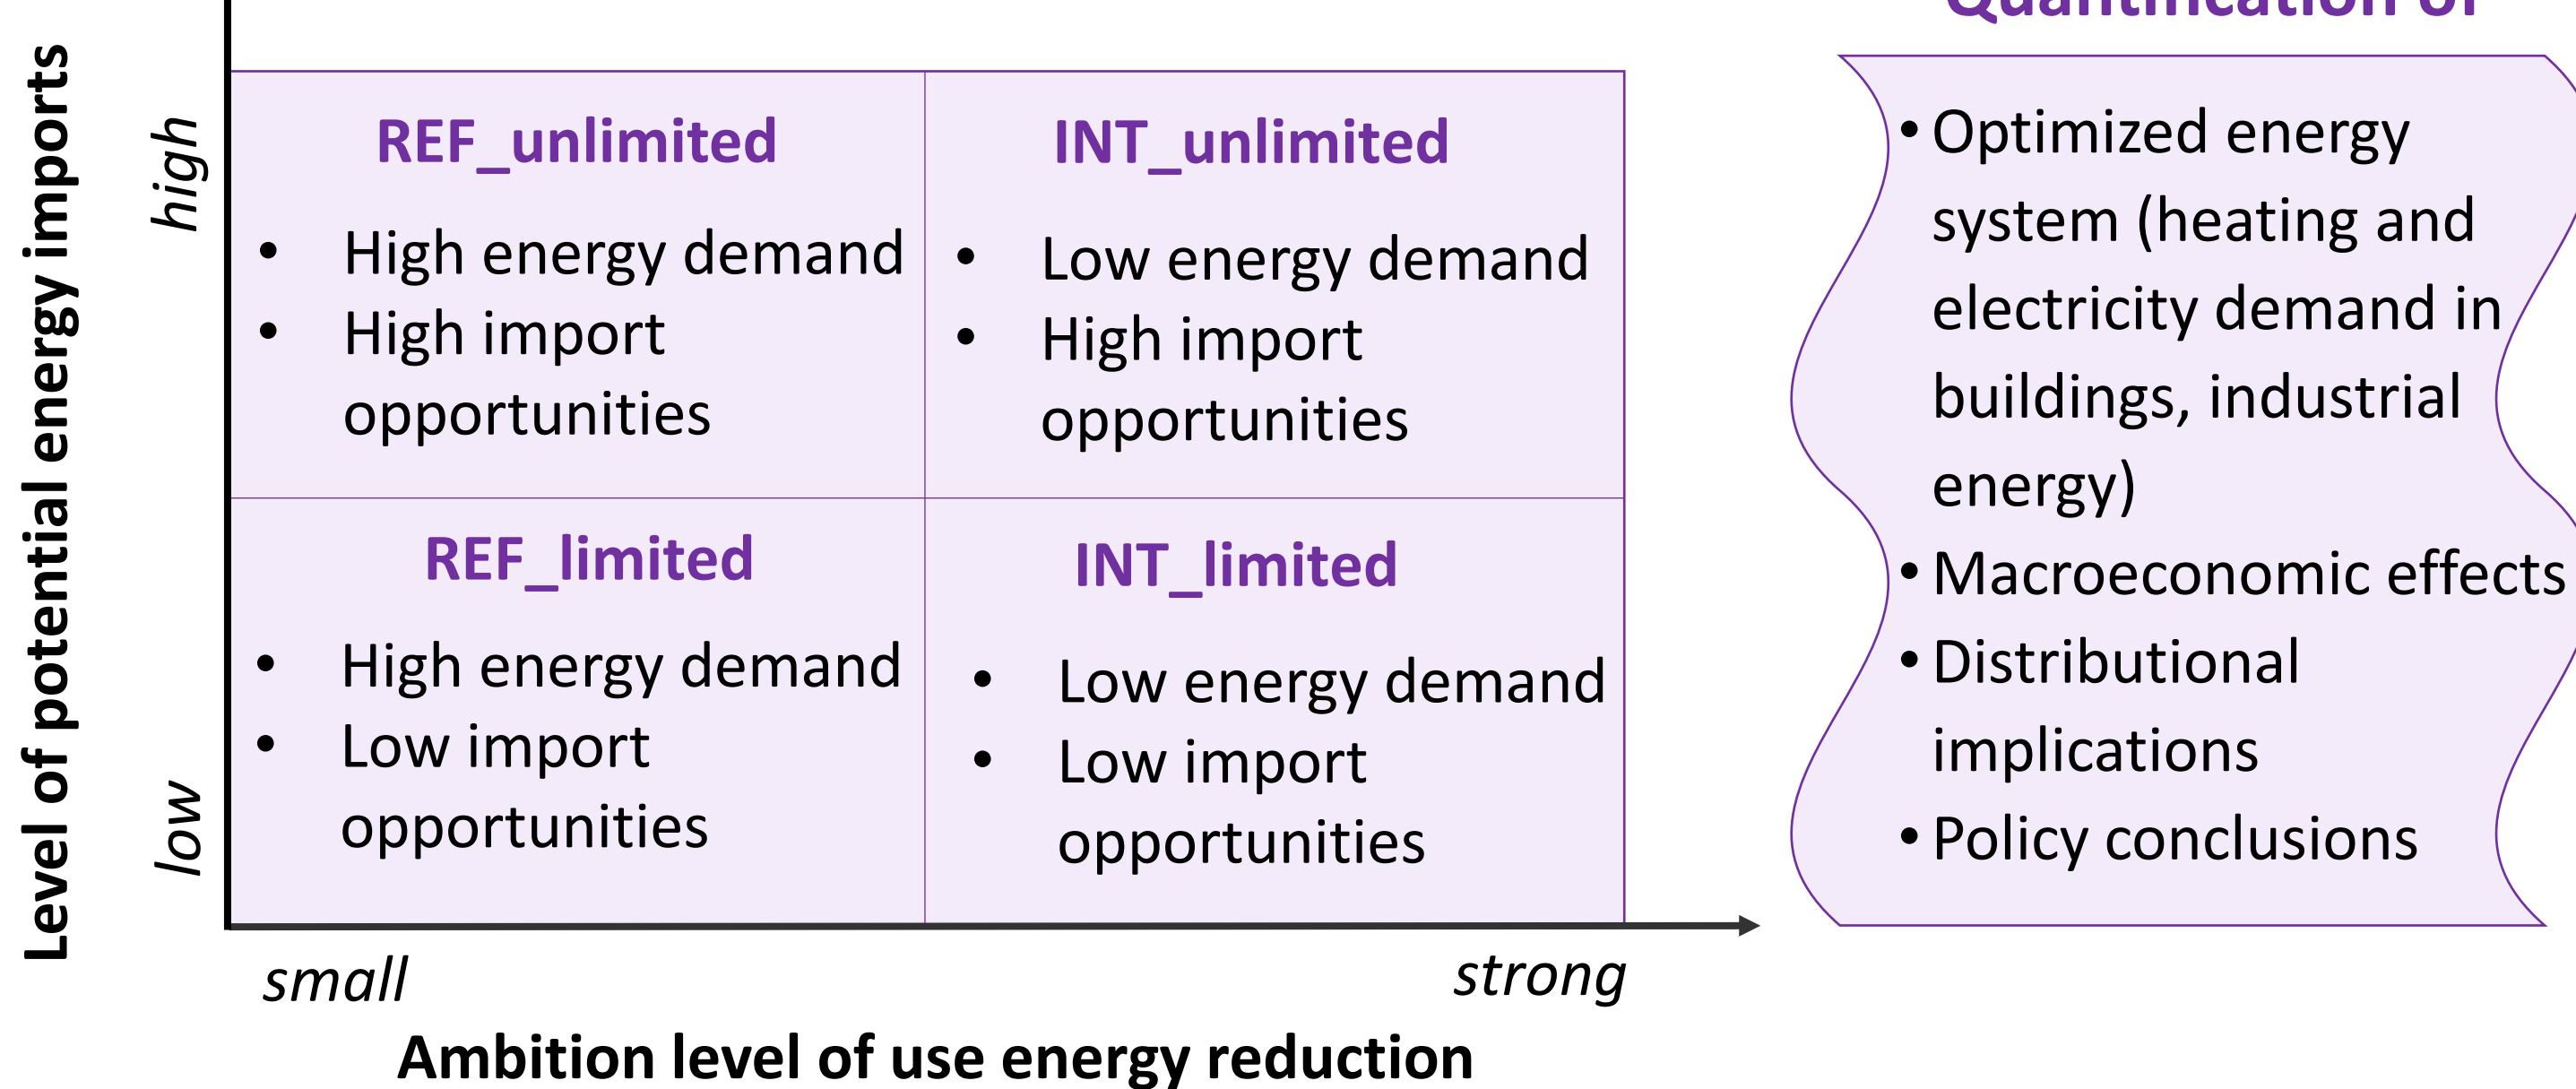 Level of potential energy imports
high
low
REF_unlimited
• High energy demand
• High import
opportunities
INT_unlimited
• Low energy demand
• High import
opportunities
REF_limited
• High energy demand
• Low import
opportunities
INT_limited
• Low energy demand
• Low import
opportunities
small
strong
Ambition level of use energy reduction
Quantification of
• Optimized energy
system (heating and
electricity demand in
buildings, industrial
energy)
• Macroeconomic effects
• Distributional
implications
• Policy conclusions